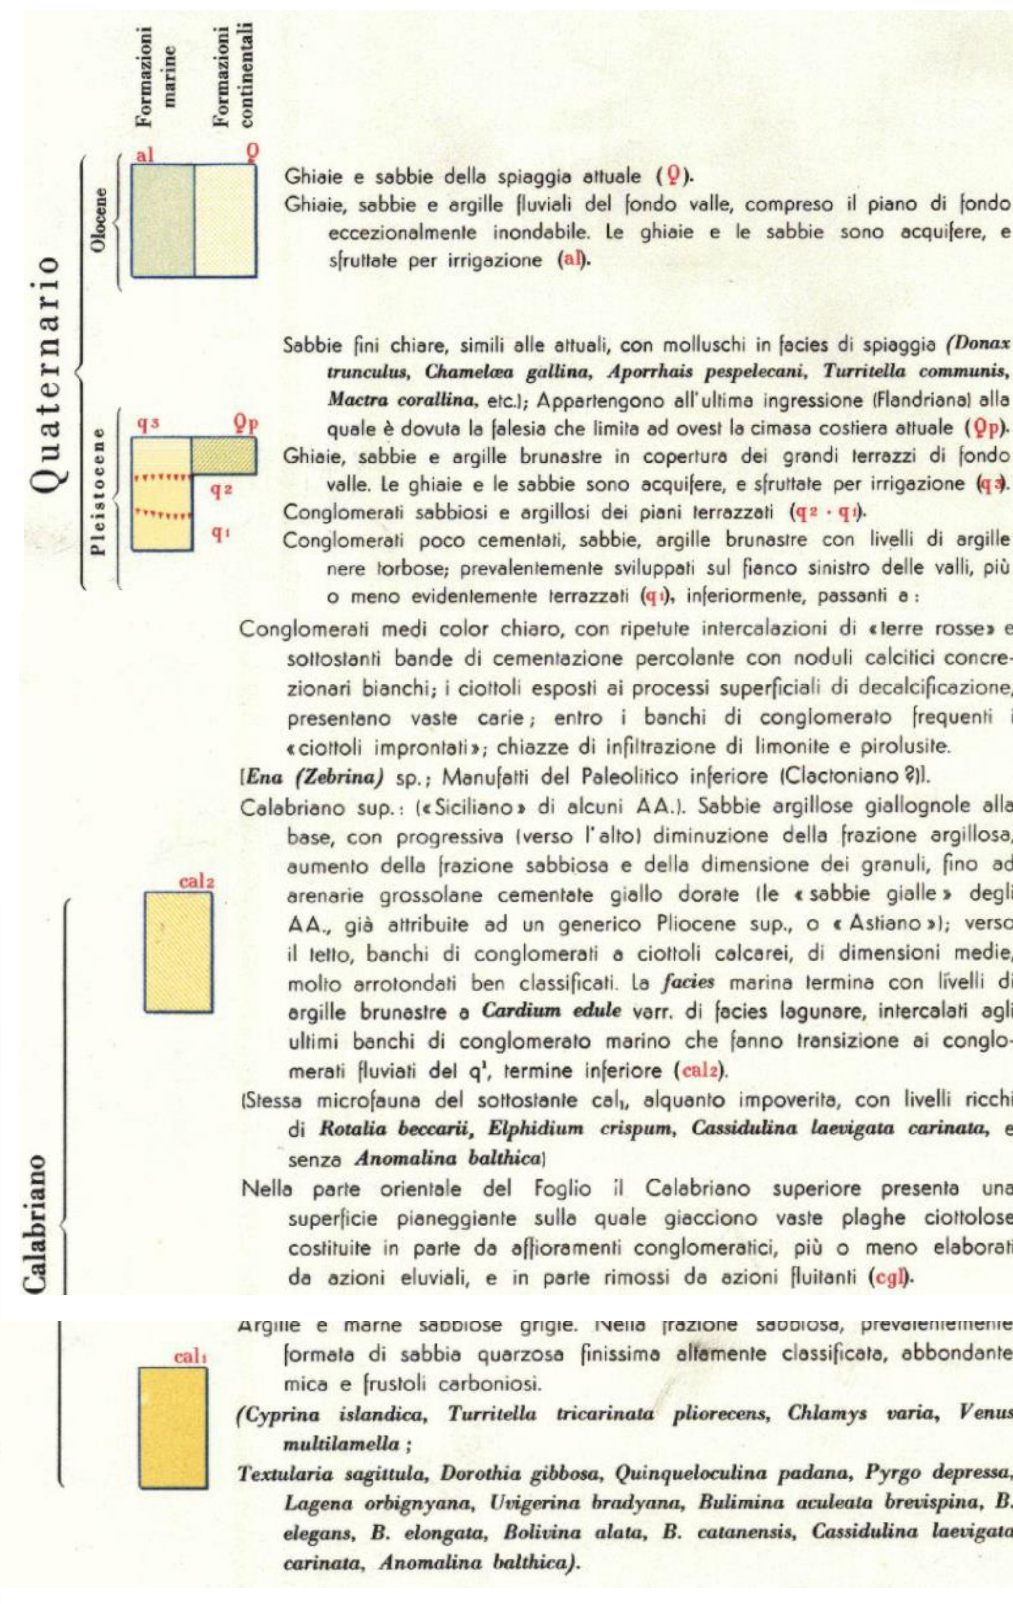 Formazioni
marine
Formazioni
continentali
al
Q
Quaternario
Olocene
Ghiaie e sabbie della spiaggia attuale (Q).
Ghiaie, sabbie e argille fluviali del fondo valle, compreso il piano di fondo
eccezionalmente inondabile. Le ghiaie e le sabbie sono acquifere, e
sfruttate per irrigazione (al).
Sabbie fini chiare, simili alle attuali, con molluschi in facies di spiaggia (Donax
trunculus, Chamelæa gallina, Aporrhais pespelecani, Turritella communis,
Mactra corallina, etc.); Appartengono all'ultima ingressione (Flandriana) alla
quale è dovuta la falesia che limita ad ovest la cimasa costiera attuale (Qp).
Pleistocene
q3
Qp
q2
q1
Ghiaie, sabbie e argille brunastre in copertura dei grandi terrazzi di fondo
valle. Le ghiaie e le sabbie sono acquifere, e sfruttate per irrigazione (q3).
Conglomerati sabbiosi e argillosi dei piani terrazzati (q2 - q1).
Conglomerati poco cementati, sabbie, argille brunastre con livelli di argille
nere torbose; prevalentemente sviluppati sul fianco sinistro delle valli, più
o meno evidentemente terrazzati (q1), inferiormente, passanti a :
Conglomerati medi color chiaro, con ripetute intercalazioni di «terre rosse» e
sottostanti bande di cementazione percolante con noduli calcitici concre-
zionari bianchi; i ciottoli esposti ai processi superficiali di decalcificazione,
presentano vaste carie; entro i banchi di conglomerato frequenti i
«ciottoli improntati»; chiazze di infiltrazione di limonite e pirolusite.
[Ena (Zebrina) sp.; Manufatti del Paleolitico inferiore (Clactoniano ?)].
Calabriano
cal2
Calabriano sup.: («Siciliano» di alcuni AA.). Sabbie argillose giallognole alla
base, con progressiva (verso l'alto) diminuzione della frazione argillosa,
aumento della frazione sabbiosa e della dimensione dei granuli, fino ad
arenarie grossolane cementate giallo dorate (le «sabbie gialle» degli
AA., già attribuite ad un generico Pliocene sup., o «Astiano»); verso
il tetto, banchi di conglomerati a ciottoli calcarei, di dimensioni medie,
molto arrotondati ben classificati. La facies marina termina con livelli di
argille brunastre a Cardium edule varr. di facies lagunare, intercalati agli
ultimi banchi di conglomerato marino che fanno transizione ai conglo-
merati fluviati del q¹, termine inferiore (cal2).
(Stessa microfauna del sottostante cal₁, alquanto impoverita, con livelli ricchi
di Rotalia beccarii, Elphidium crispum, Cassidulina laevigata carinata, e
senza Anomalina balthica)
Nella parte orientale del Foglio il Calabriano superiore presenta una
superficie pianeggiante sulla quale giacciono vaste plaghe ciottolose
costituite in parte da affioramenti conglomeratici, più o meno elaborati
da azioni eluviali, e in parte rimossi da azioni fluitanti (cgl).
cal1
Argille e marne sabbiose grigie. Nella frazione sabbiosa, prevalentemente
formata di sabbia quarzosa finissima altamente classificata, abbondante
mica e frustoli carboniosi.
(Cyprina islandica, Turritella tricarinata pliorecens, Chlamys varia, Venus
multilamella ;
Textularia sagittula, Dorothia gibbosa, Quinqueloculina padana, Pyrgo depressa,
Lagena orbignyana, Uvigerina bradyana, Bulimina aculeata brevispina, B.
elegans, B. elongata, Bolivina alata, B. catanensis, Cassidulina laevigata
carinata, Anomalina balthica).